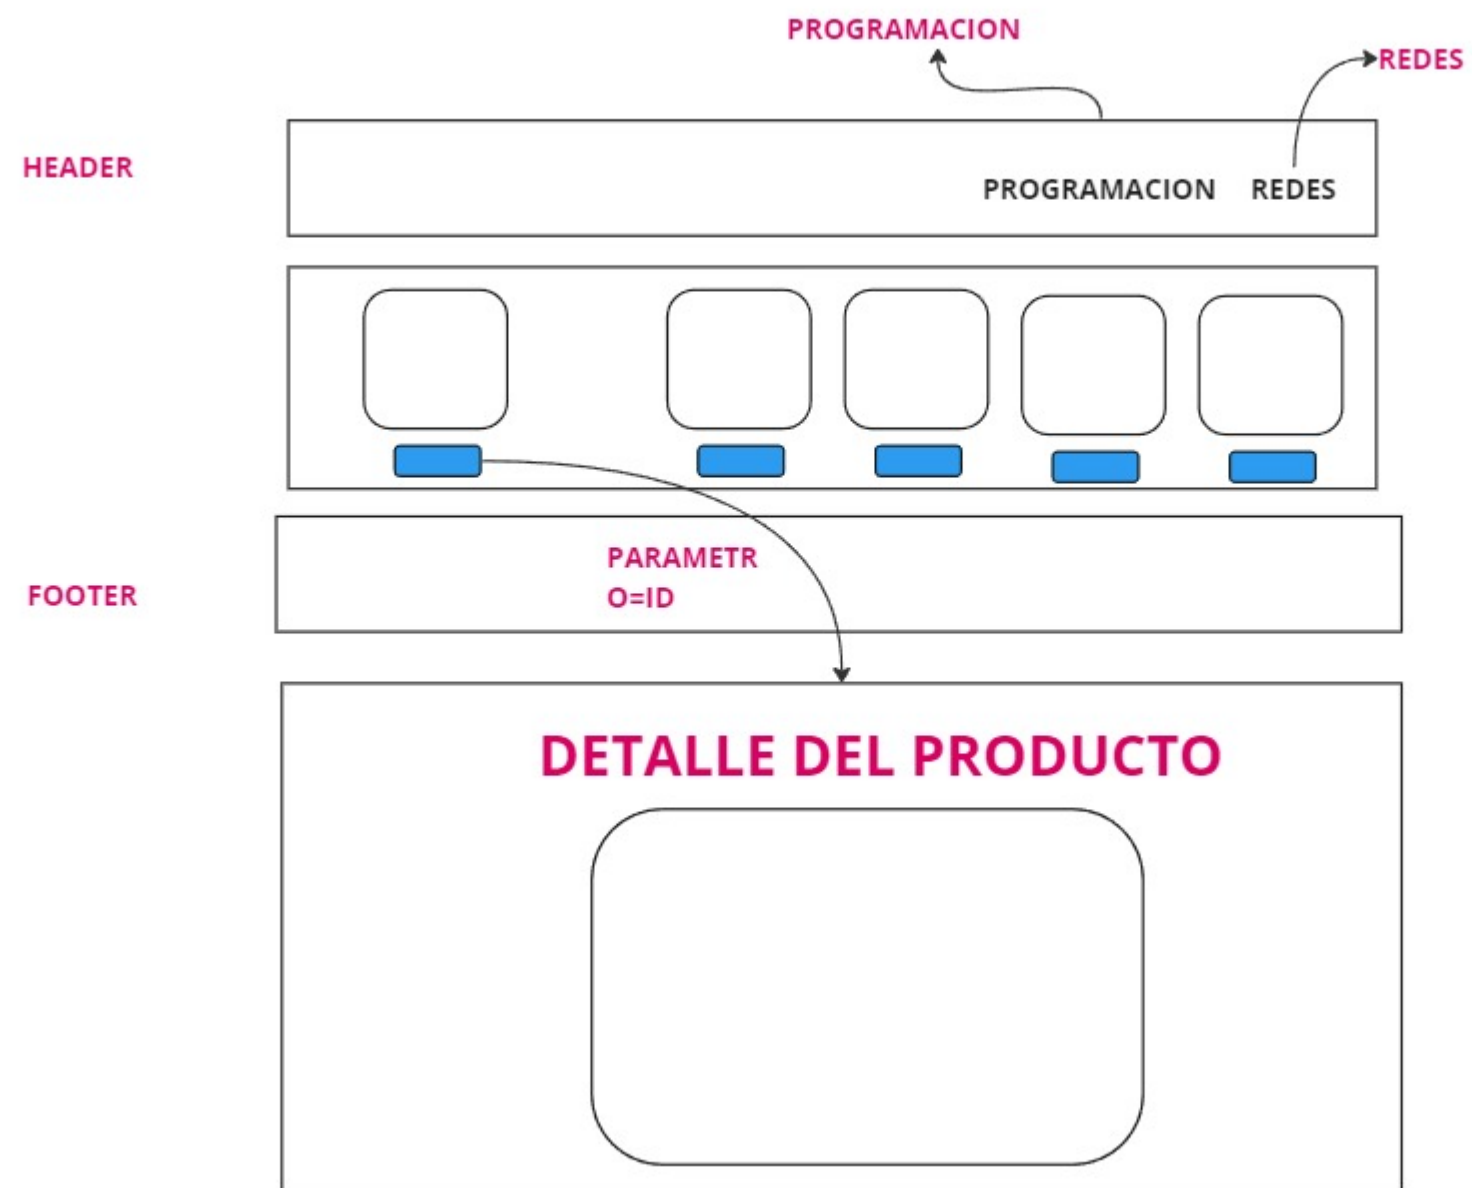 PROGRAMACION
REDES
HEADER
PROGRAMACION REDES
PARAMETR
O=ID
FOOTER
DETALLE DEL PRODUCTO